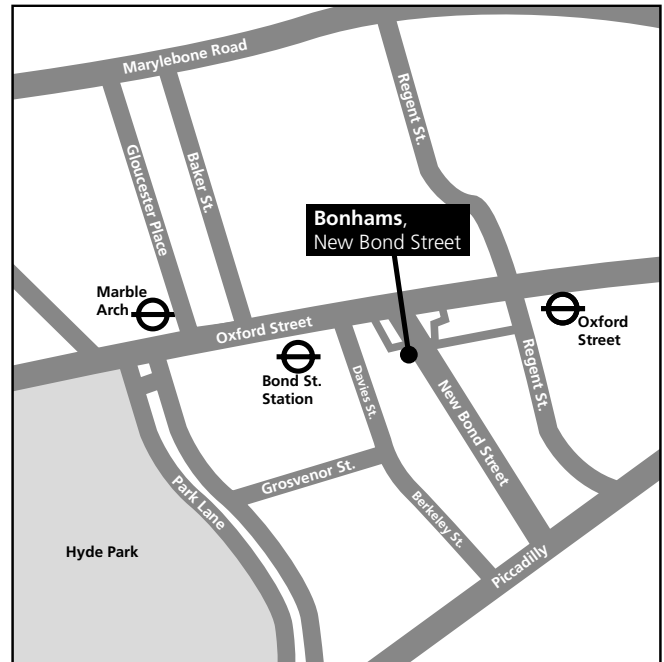 Marylebone Road
Regent St.
Gloucester Place
Baker St.
Bonhams,
New Bond Street
Marble
Arch
Oxford Street
Oxford
Street
Bond St.
Station
Davies St.
New Bond Street
Regent St.
Grosvenor St.
Park Lane
Berkeley St.
Hyde Park
Piccadilly